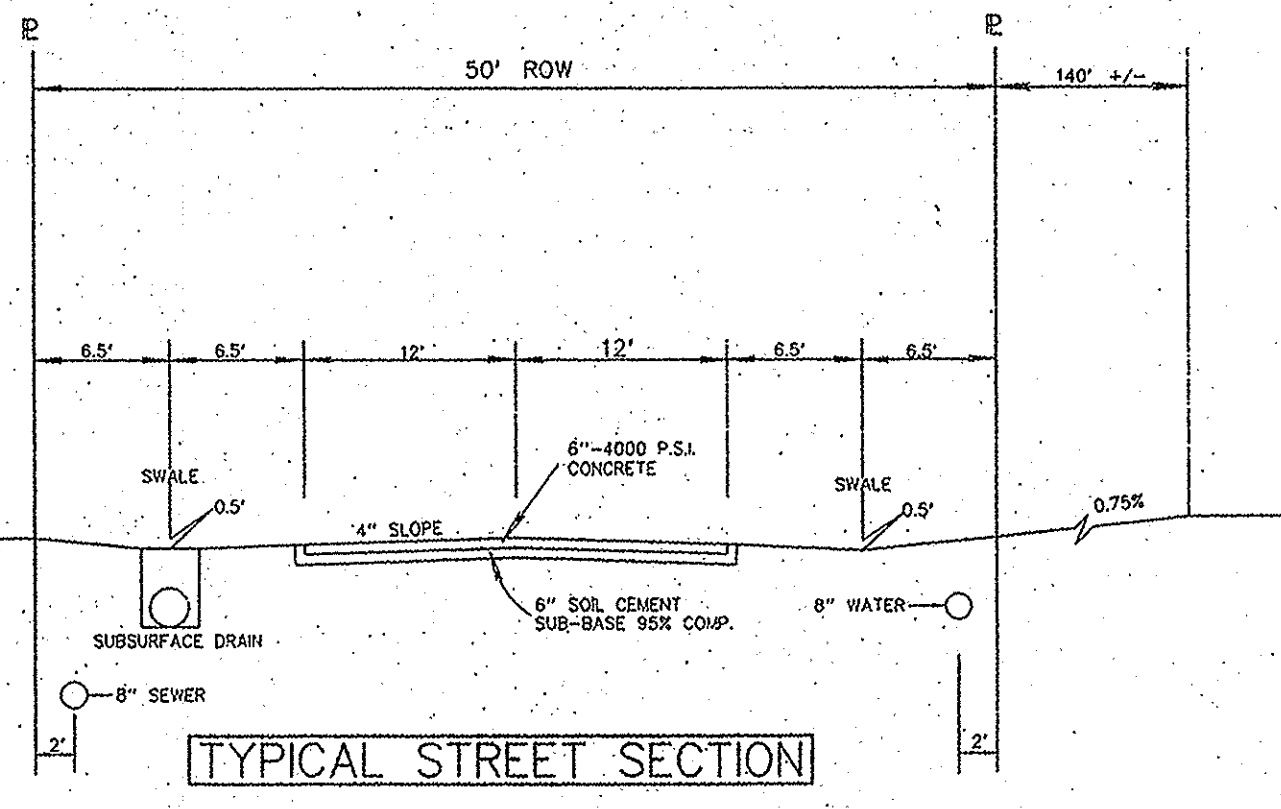 PL
PL
50' ROW
140' +/-
6.5'
6.5'
12'
12'
6.5'
6.5'
6"-4000 P.S.I.
CONCRETE
SWALE
0.5'
SWALE
0.5'
0.75%
4" SLOPE
6" SOIL CEMENT
SUB-BASE 95% COMP.
8" WATER
SUBSURFACE DRAIN
8" SEWER
2'
2'
TYPICAL STREET SECTION